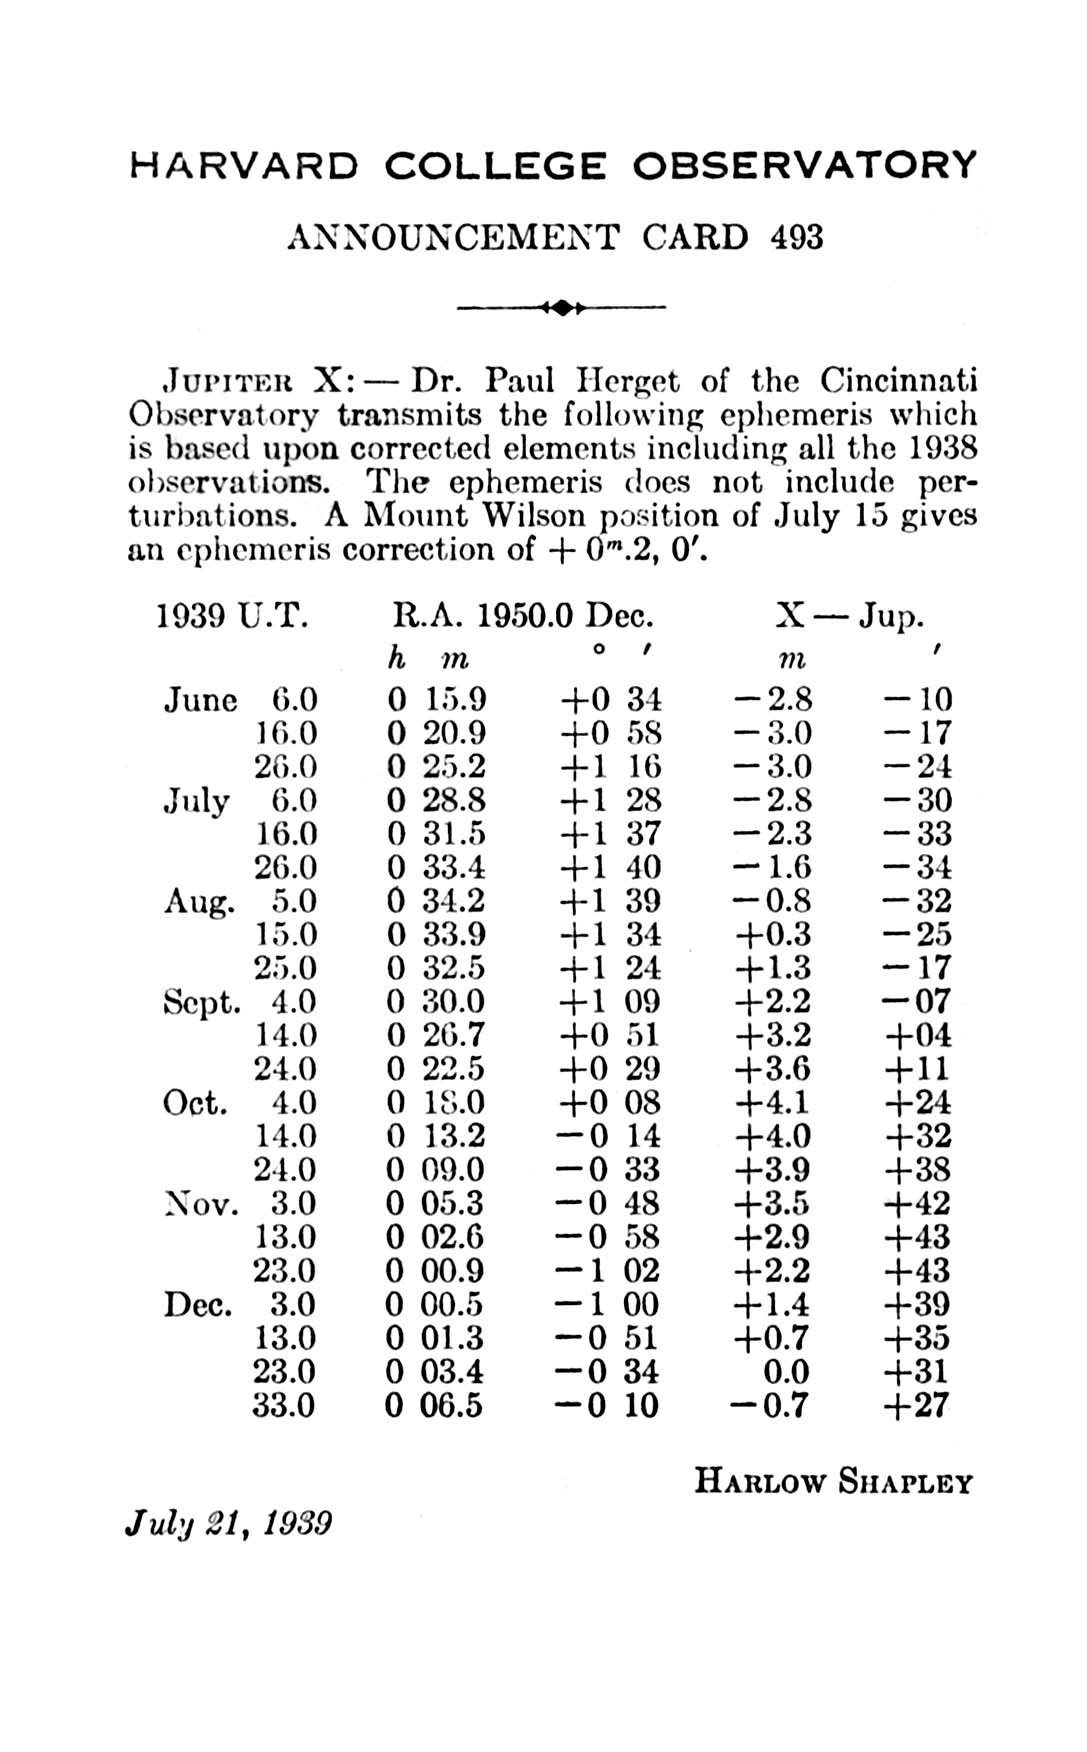 HARVARD COLLEGE OBSERVATORY
ANNOUNCEMENT CARD 493
JUPITER X:— Dr. Paul Herget of the Cincinnati
Observatory transmits the following ephemeris which
is based upon corrected elements including all the 1938
observations. The ephemeris does not include per-
turbations. A Mount Wilson position of July 15 gives
an ephemeris correction of + 0ᵐ.2, 0′.
1939 U.T. R.A. 1950.0 Dec. X — Jup.
h m ° ′ m ′
June 6.0 0 15.9 +0 34 −2.8 −10
16.0 0 20.9 +0 58 −3.0 −17
26.0 0 25.2 +1 16 −3.0 −24
July 6.0 0 28.8 +1 28 −2.8 −30
16.0 0 31.5 +1 37 −2.3 −33
26.0 0 33.4 +1 40 −1.6 −34
Aug. 5.0 0 34.2 +1 39 −0.8 −32
15.0 0 33.9 +1 34 +0.3 −25
25.0 0 32.5 +1 24 +1.3 −17
Sept. 4.0 0 30.0 +1 09 +2.2 −07
14.0 0 26.7 +0 51 +3.2 +04
24.0 0 22.5 +0 29 +3.6 +11
Oct. 4.0 0 18.0 +0 08 +4.1 +24
14.0 0 13.2 −0 14 +4.0 +32
24.0 0 09.0 −0 33 +3.9 +38
Nov. 3.0 0 05.3 −0 48 +3.5 +42
13.0 0 02.6 −0 58 +2.9 +43
23.0 0 00.9 −1 02 +2.2 +43
Dec. 3.0 0 00.5 −1 00 +1.4 +39
13.0 0 01.3 −0 51 +0.7 +35
23.0 0 03.4 −0 34 0.0 +31
33.0 0 06.5 −0 10 −0.7 +27
HARLOW SHAPLEY
July 21, 1939